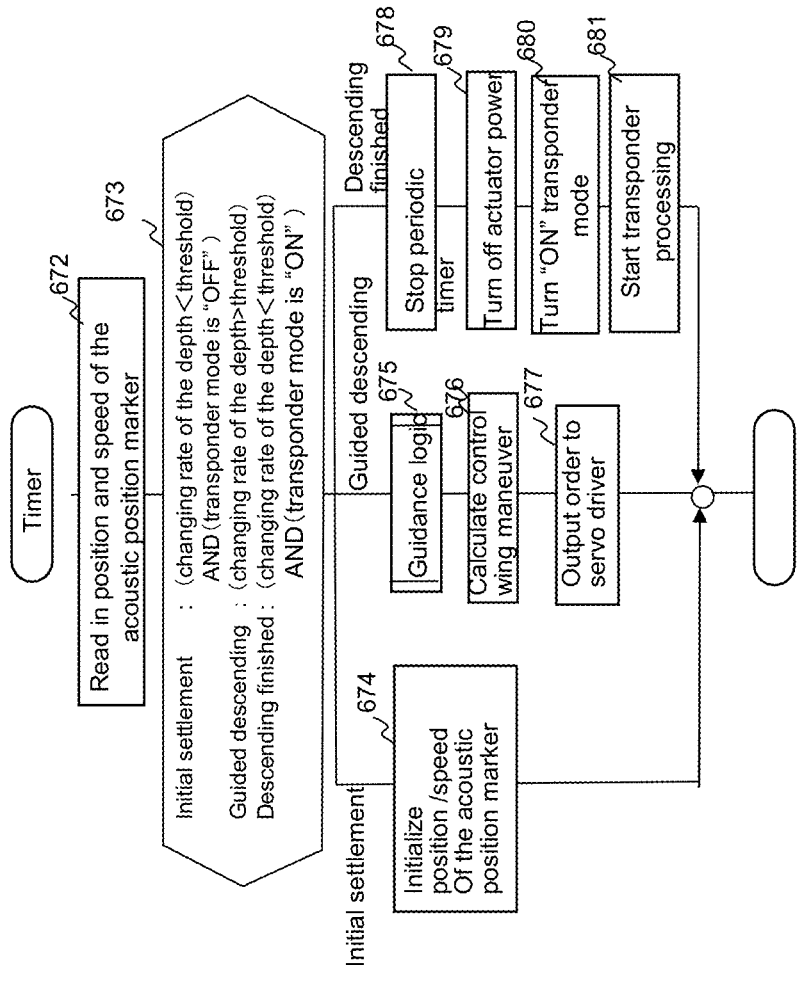 Timer
672
Read in position and speed of the
acoustic position marker
673
Initial settlement : (changing rate of the depth<threshold)
AND (transponder mode is “OFF” )
Guided descending : (changing rate of the depth>threshold)
Descending finished : (changing rate of the depth<threshold)
AND (transponder mode is “ON” )
Initial settlement
674
Initialize
position /speed
Of the acoustic
position marker
Guided descending
675
Guidance logic
676
Calculate control
wing maneuver
677
Output order to
servo driver
Descending
finished
678
Stop periodic
timer
679
Turn off actuator power
680
Turn “ON” transponder
mode
681
Start transponder
processing